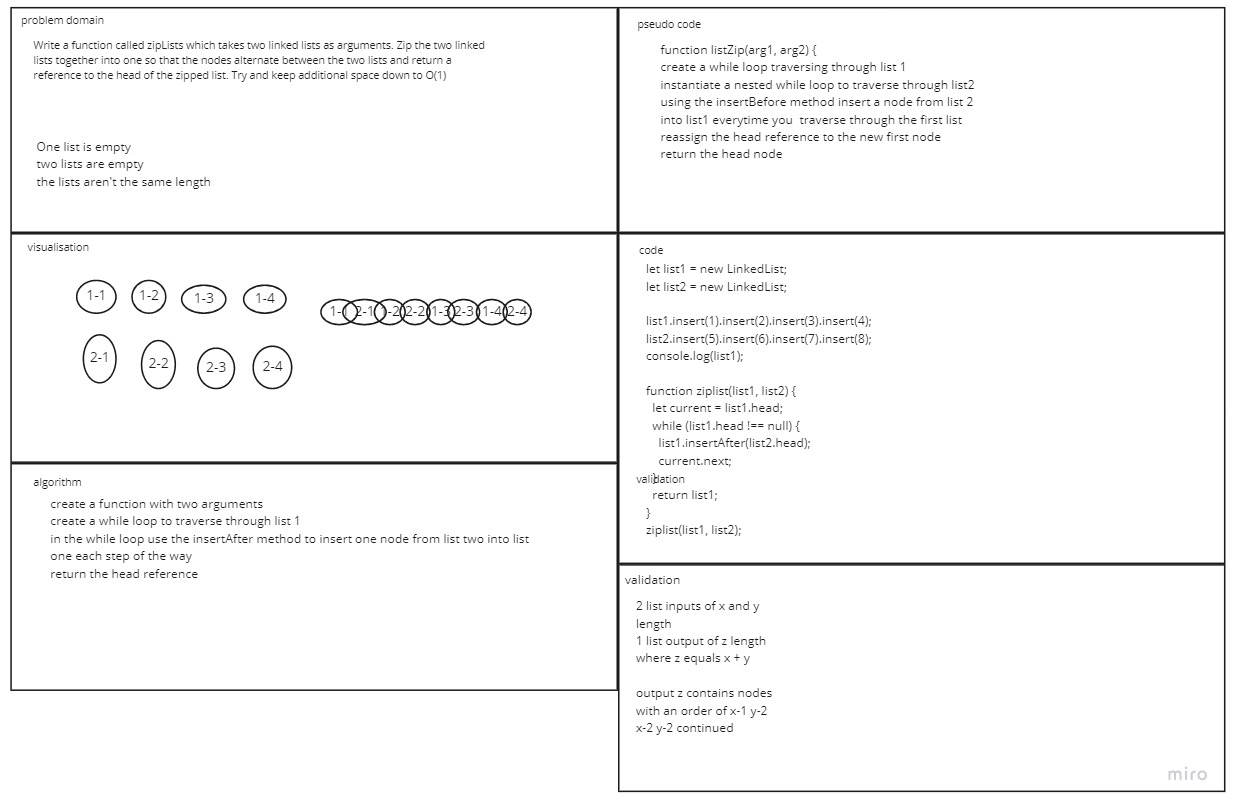 problem domain
Write a function called zipLists which takes two linked lists as arguments. Zip the two linked
lists together into one so that the nodes alternate between the two lists and return a
reference to the head of the zipped list. Try and keep additional space down to O(1)
One list is empty
two lists are empty
the lists aren't the same length
visualisation
1-1 1-2 1-3 1-4
2-1 2-2 2-3 2-4
1-1 2-1 1-2 2-2 1-3 2-3 1-4 2-4
algorithm
create a function with two arguments
create a while loop to traverse through list 1
in the while loop use the insertAfter method to insert one node from list two into list
one each step of the way
return the head reference
pseudo code
function listZip(arg1, arg2) {
create a while loop traversing through list 1
instantiate a nested while loop to traverse through list2
using the insertBefore method insert a node from list 2
into list1 everytime you traverse through the first list
reassign the head reference to the new first node
return the head node
code
let list1 = new LinkedList;
let list2 = new LinkedList;
list1.insert(1).insert(2).insert(3).insert(4);
list2.insert(5).insert(6).insert(7).insert(8);
console.log(list1);
function ziplist(list1, list2) {
let current = list1.head;
while (list1.head !== null) {
list1.insertAfter(list2.head);
current.next;
}
validation
return list1;
}
ziplist(list1, list2);
validation
2 list inputs of x and y
length
1 list output of z length
where z equals x + y
output z contains nodes
with an order of x-1 y-2
x-2 y-2 continued
miro